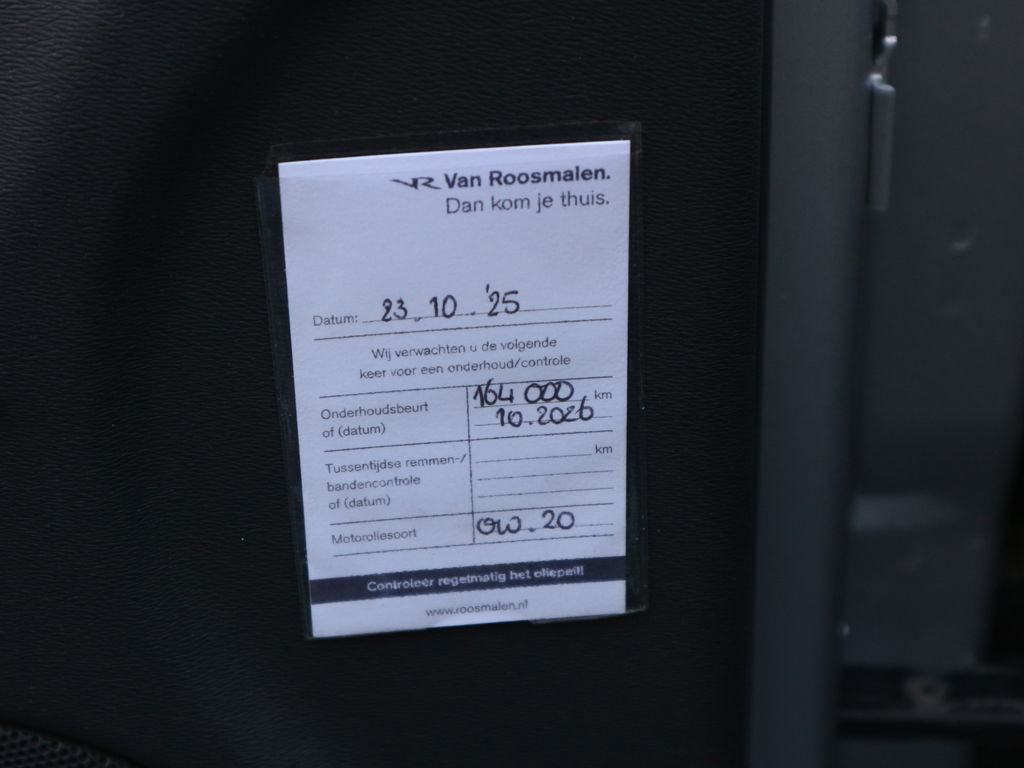 VR Van Roosmalen.
Dan kom je thuis.
Datum: 23.10.'25
Wij verwachten u de volgende
keer voor een onderhoud/controle
Onderhoudsbeurt 164 000 km
of (datum) 10.2026
Tussentijdse remmen-/ km
bandencontrole
of (datum)
Motoroliesoort 0W.20
Controleer regelmatig het oliepeil!
www.roosmalen.nl